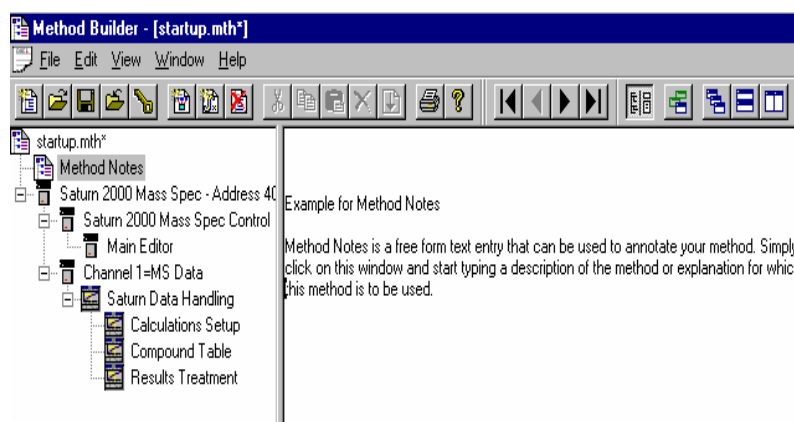 Method Builder - [startup.mth*]
File Edit View Window Help
startup.mth*
Method Notes
Saturn 2000 Mass Spec - Address 40
Saturn 2000 Mass Spec Control
Main Editor
Channel 1=MS Data
Saturn Data Handling
Calculations Setup
Compound Table
Results Treatment
Example for Method Notes
Method Notes is a free form text entry that can be used to annotate your method. Simply
click on this window and start typing a description of the method or explanation for whic
this method is to be used.